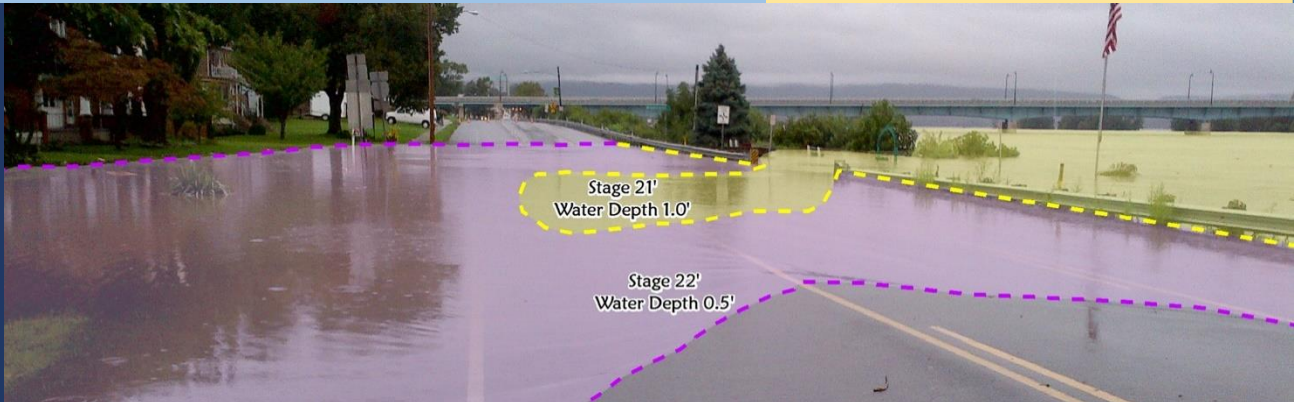 Stage 21'
Water Depth 1.0'
Stage 22'
Water Depth 0.5'